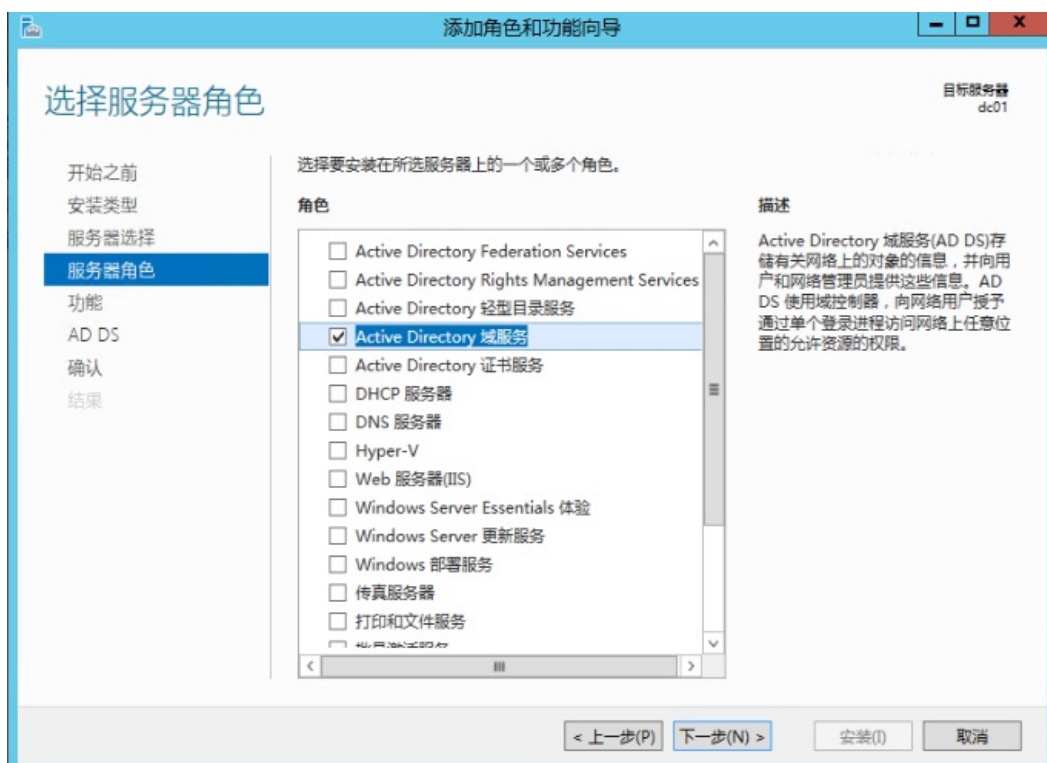 添加角色和功能向导
选择服务器角色
目标服务器
dc01
开始之前
安装类型
服务器选择
服务器角色
功能
AD DS
确认
结果
选择要安装在所选服务器上的一个或多个角色。
角色
Active Directory Federation Services
Active Directory Rights Management Services
Active Directory 轻型目录服务
Active Directory 域服务
Active Directory 证书服务
DHCP 服务器
DNS 服务器
Hyper-V
Web 服务器(IIS)
Windows Server Essentials 体验
Windows Server 更新服务
Windows 部署服务
传真服务器
打印和文件服务
描述
Active Directory 域服务(AD DS)存
储有关网络上的对象的信息，并向用
户和网络管理员提供这些信息。AD
DS 使用域控制器，向网络用户授予
通过单个登录进程访问网络上任意位
置的允许资源的权限。
< 上一步(P)
下一步(N) >
安装(I)
取消